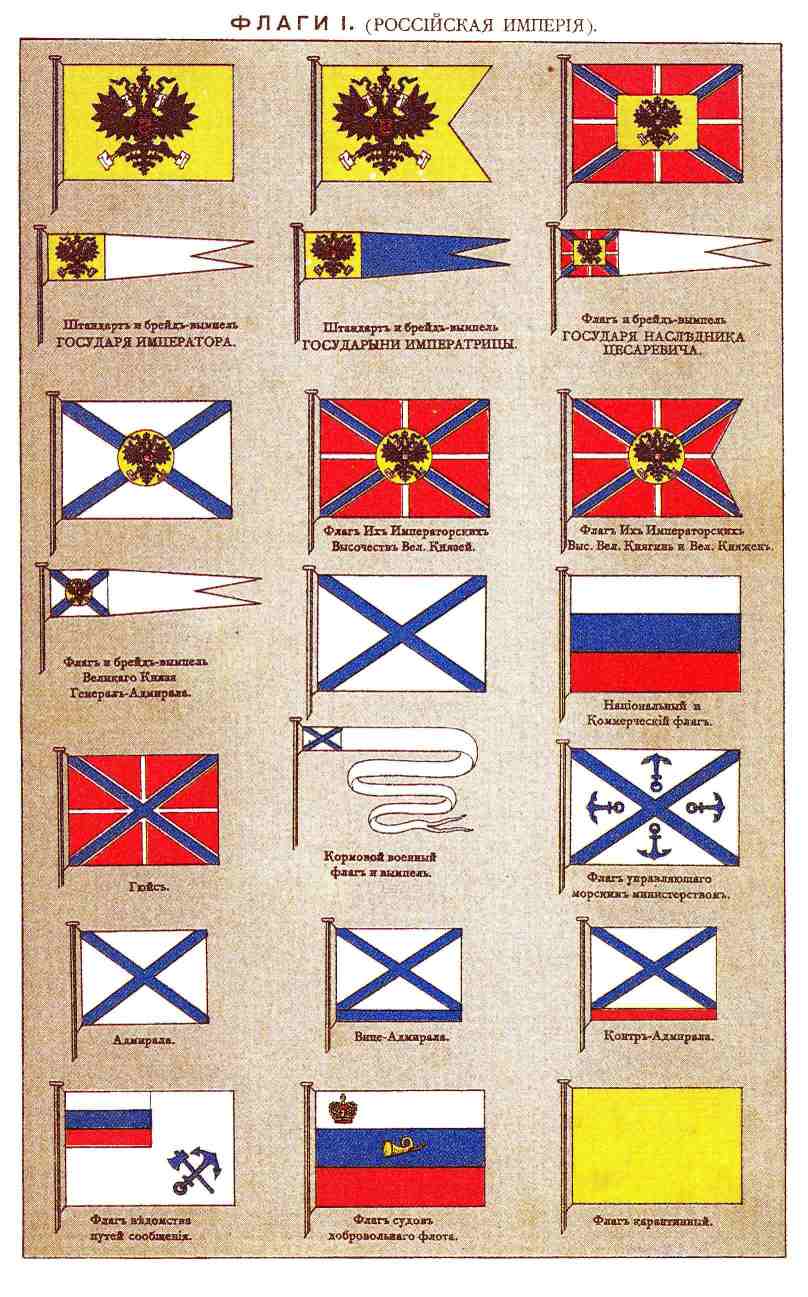 ФЛАГИ I. (РОССІЙСКАЯ ИМПЕРІЯ).
Штандартъ и брейдъ-вымпелъ
ГОСУДАРЯ ИМПЕРАТОРА.
Штандартъ и брейдъ-вымпелъ
ГОСУДАРЫНИ ИМПЕРАТРИЦЫ.
Флагъ и брейдъ-вымпелъ
ГОСУДАРЯ НАСЛѢДНИКА
ЦЕСАРЕВИЧА.
Флагъ Ихъ Императорскихъ
Высочествъ Вел. Князей.
Флагъ Ихъ Императорскихъ
Выс. Вел. Княгинь и Вел. Княженъ.
Флагъ и брейдъ-вымпелъ
Великаго Князя
Генералъ-Адмирала.
Національный и
Коммерческій флагъ.
Гюйсъ.
Кормовой военный
флагъ и вымпелъ.
Флагъ управляющаго
морскимъ министерствомъ.
Адмирала.
Вице-Адмирала.
Контръ-Адмирала.
Флагъ вѣдомства
путей сообщенія.
Флагъ судовъ
добровольнаго флота.
Флагъ карантинный.